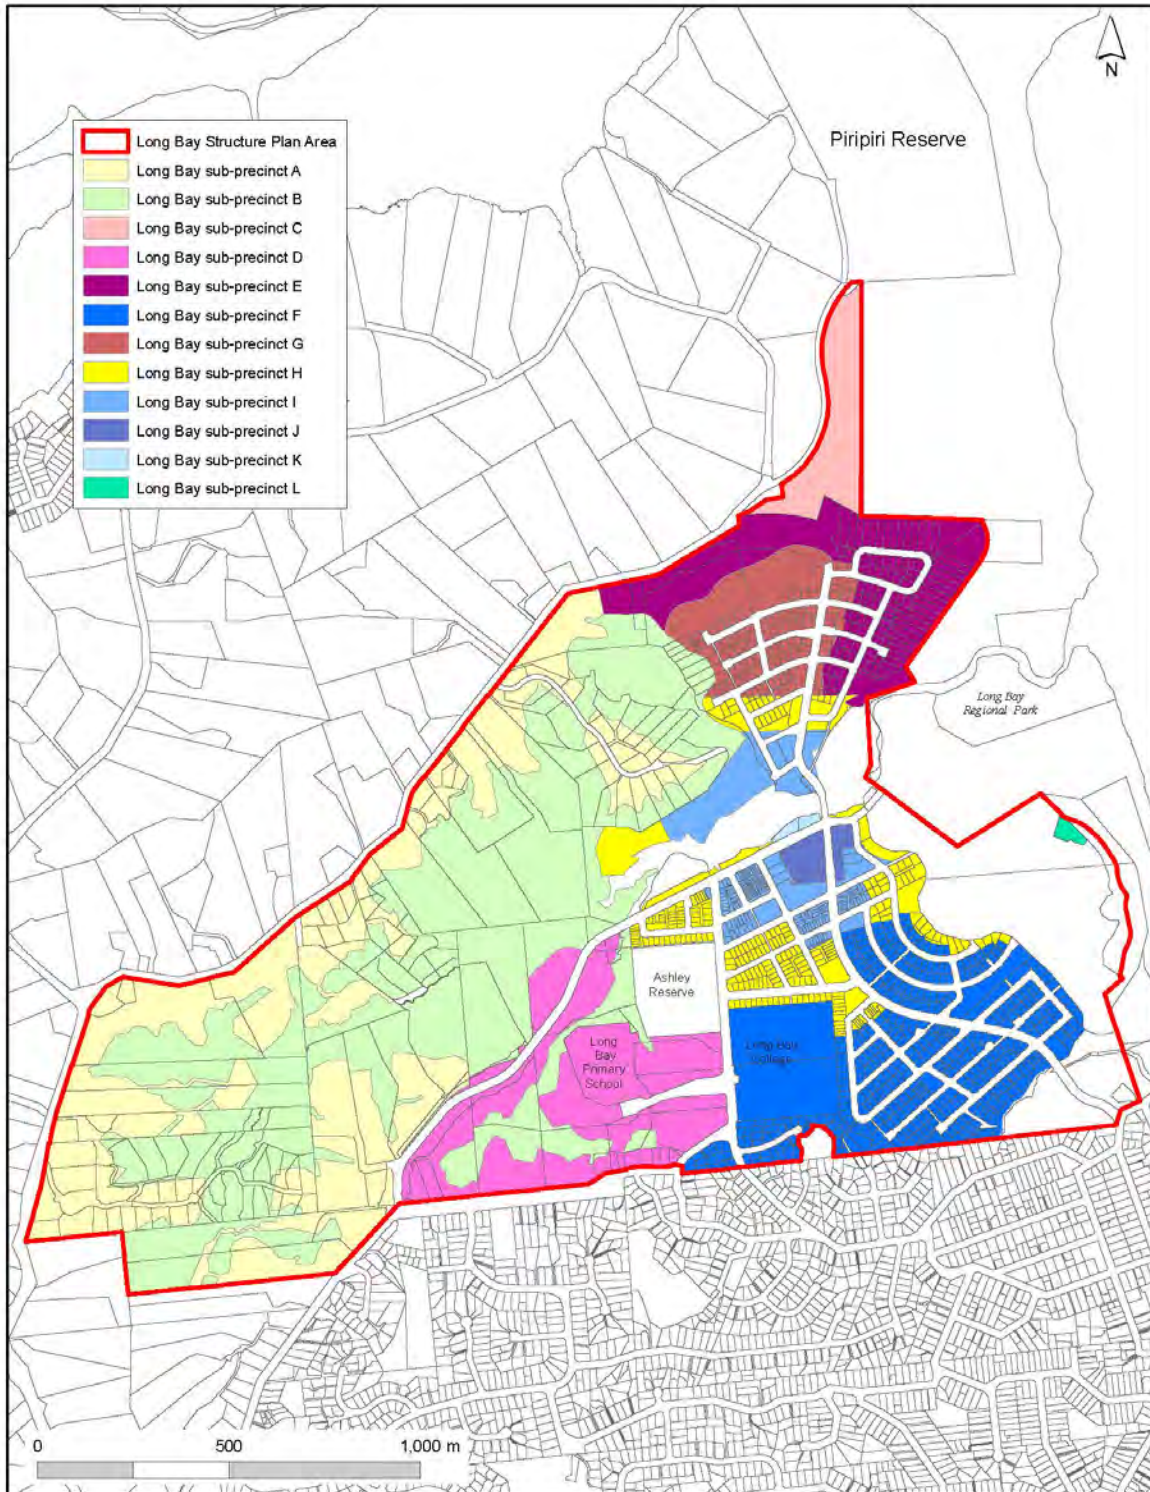 N
Piripiri Reserve
Long Bay Structure Plan Area
Long Bay sub-precinct A
Long Bay sub-precinct B
Long Bay sub-precinct C
Long Bay sub-precinct D
Long Bay sub-precinct E
Long Bay sub-precinct F
Long Bay sub-precinct G
Long Bay sub-precinct H
Long Bay sub-precinct I
Long Bay sub-precinct J
Long Bay sub-precinct K
Long Bay sub-precinct L
Long Bay
Regional Park
Ashley
Reserve
Long
Bay
Primary
School
Long Bay
College
0 500 1,000 m